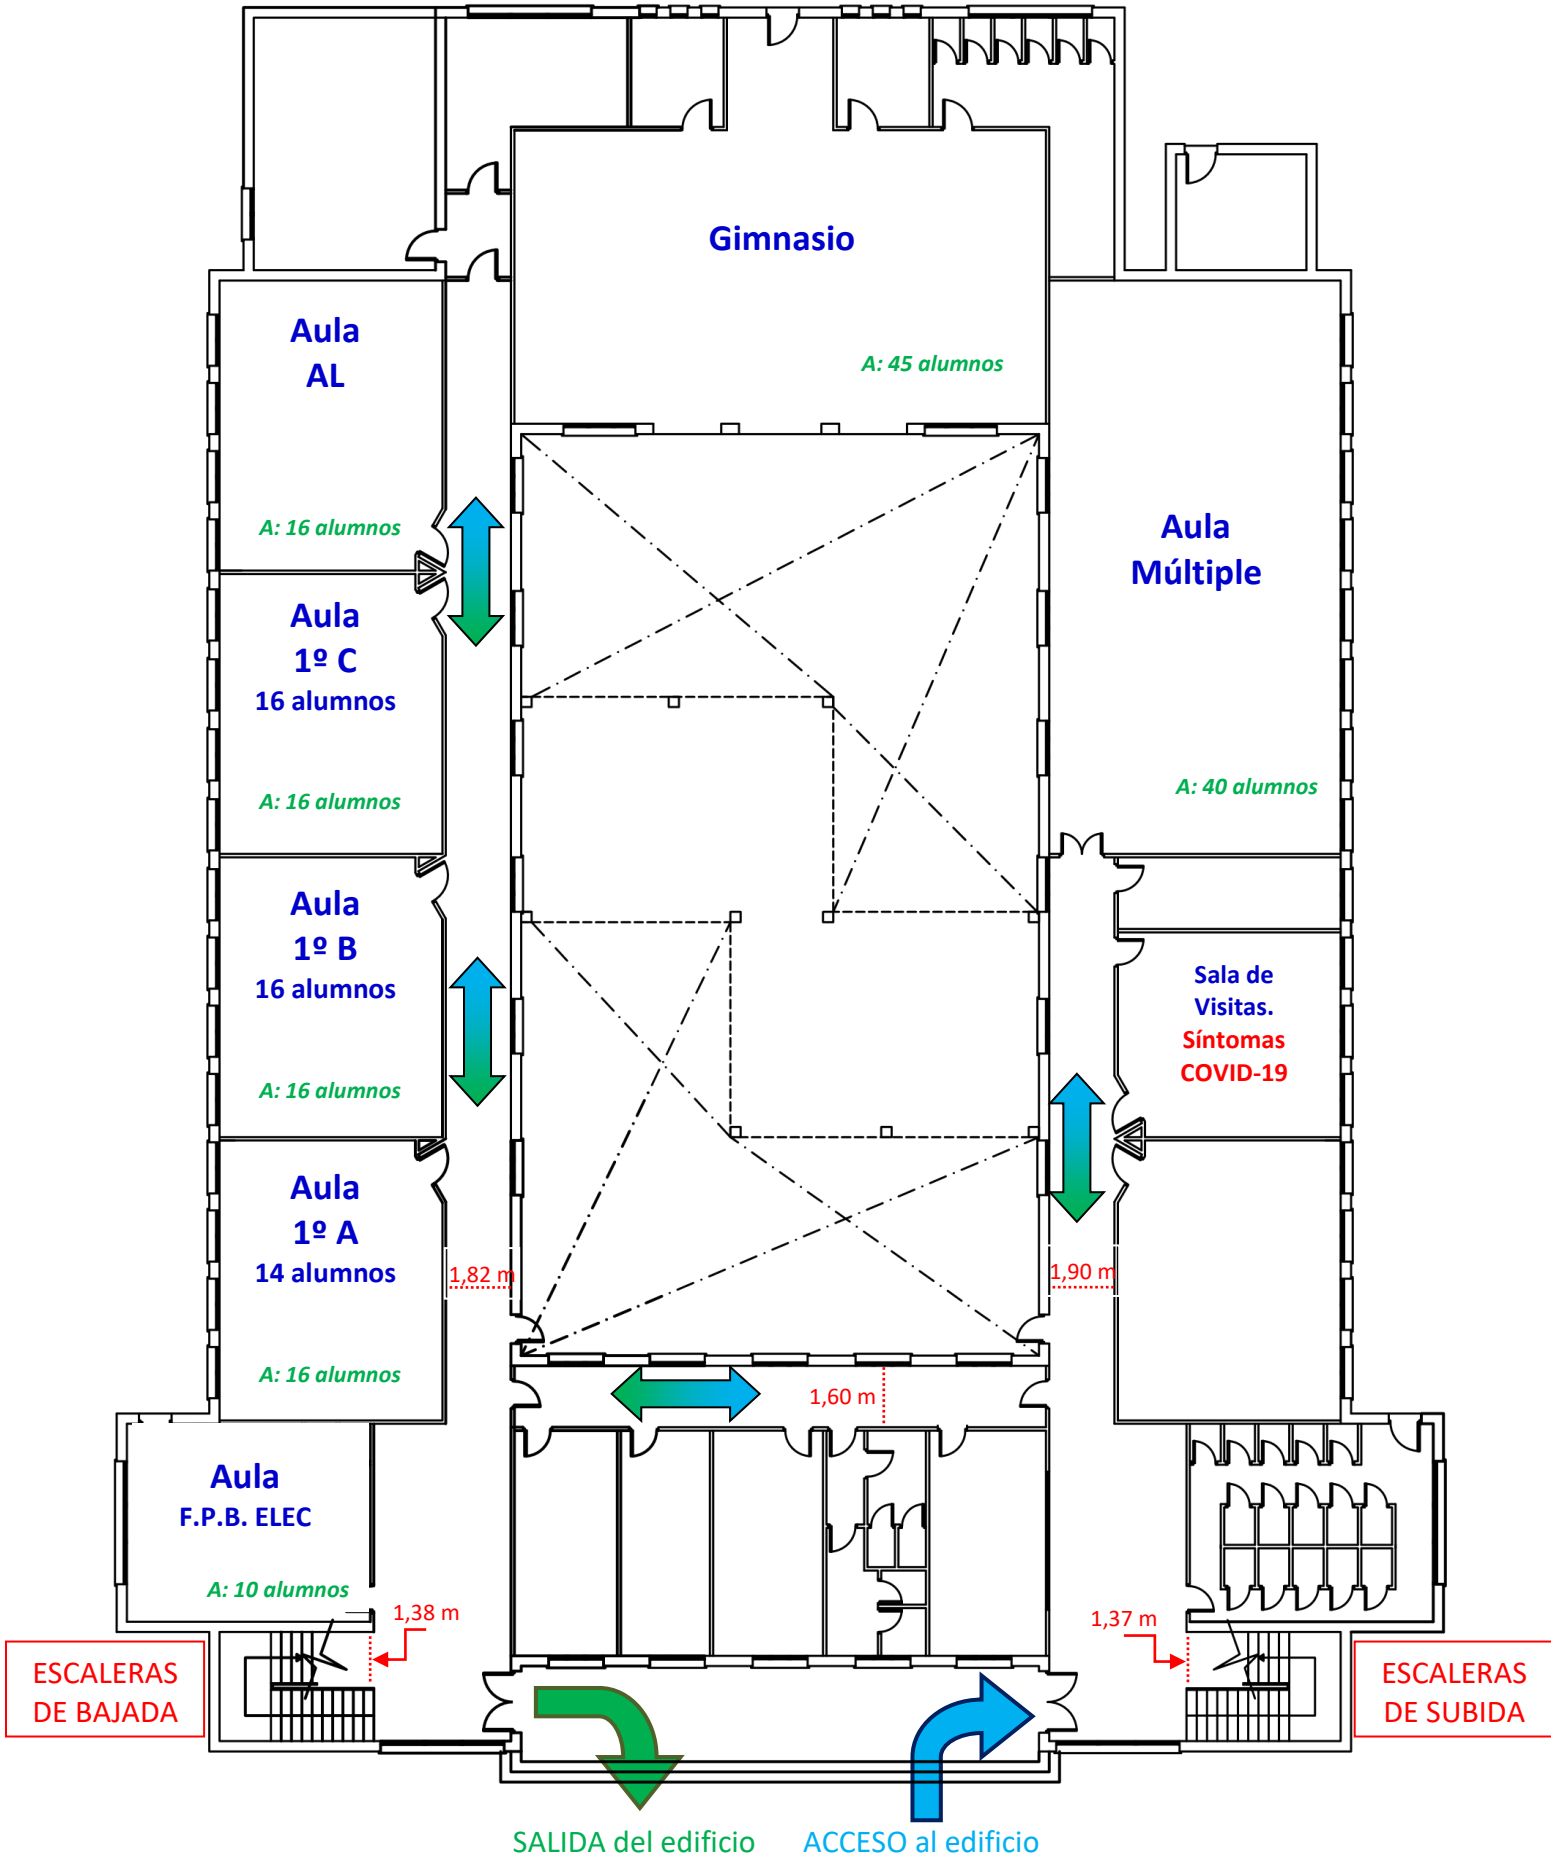 Gimnasio
A: 45 alumnos
Aula
AL
A: 16 alumnos
Aula
1º C
16 alumnos
A: 16 alumnos
Aula
Múltiple
A: 40 alumnos
Aula
1º B
16 alumnos
A: 16 alumnos
Sala de
Visitas.
Síntomas
COVID-19
Aula
1º A
14 alumnos
A: 16 alumnos
1,82 m
1,90 m
1,60 m
Aula
F.P.B. ELEC
A: 10 alumnos
1,38 m
1,37 m
ESCALERAS
DE BAJADA
ESCALERAS
DE SUBIDA
SALIDA del edificio
ACCESO al edificio